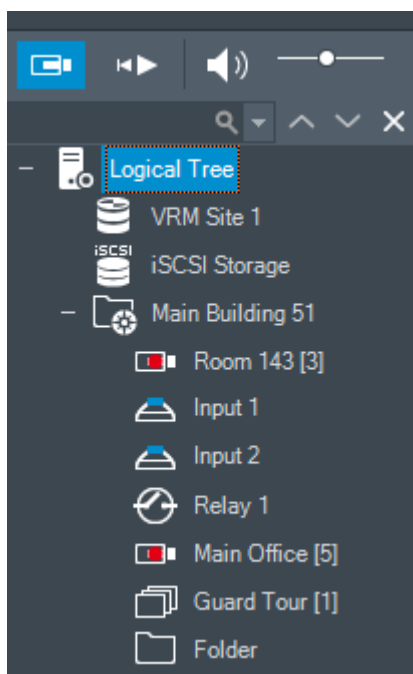 Logical Tree
VRM Site 1
iSCSI
iSCSI Storage
Main Building 51
Room 143 [3]
Input 1
Input 2
Relay 1
Main Office [5]
Guard Tour [1]
Folder